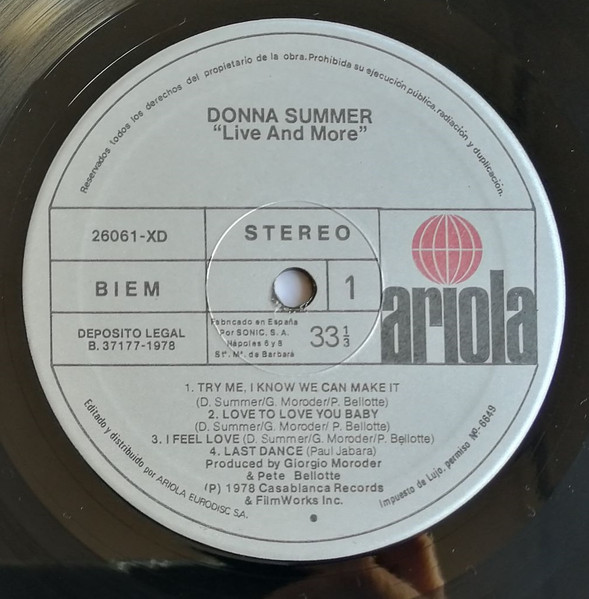 Reservados todos los derechos del propietario de la obra. Prohibida su ejecución pública, radiación y duplicación.
DONNA SUMMER
"Live And More"
26061-XD
STEREO
BIEM
1
ariola
DEPOSITO LEGAL
B. 37177-1978
Fabricado en España
Por SONIC, S. A.
Nápoles 6 y 8
Stª. Mª. de Barbará
33 1/3
1. TRY ME, I KNOW WE CAN MAKE IT
(D. Summer/G. Moroder/P. Bellotte)
2. LOVE TO LOVE YOU BABY
(D. Summer/G. Moroder/ P. Bellotte)
3. I FEEL LOVE (D. Summer/G. Moroder/P. Bellotte)
4. LAST DANCE (Paul Jabara)
Produced by Giorgio Moroder
& Pete Bellotte
(P) 1978 Casablanca Records
& FilmWorks Inc.
Editado y distribuido por ARIOLA EURODISC S.A.
Impuesto de Lujo, permiso Nº-6649